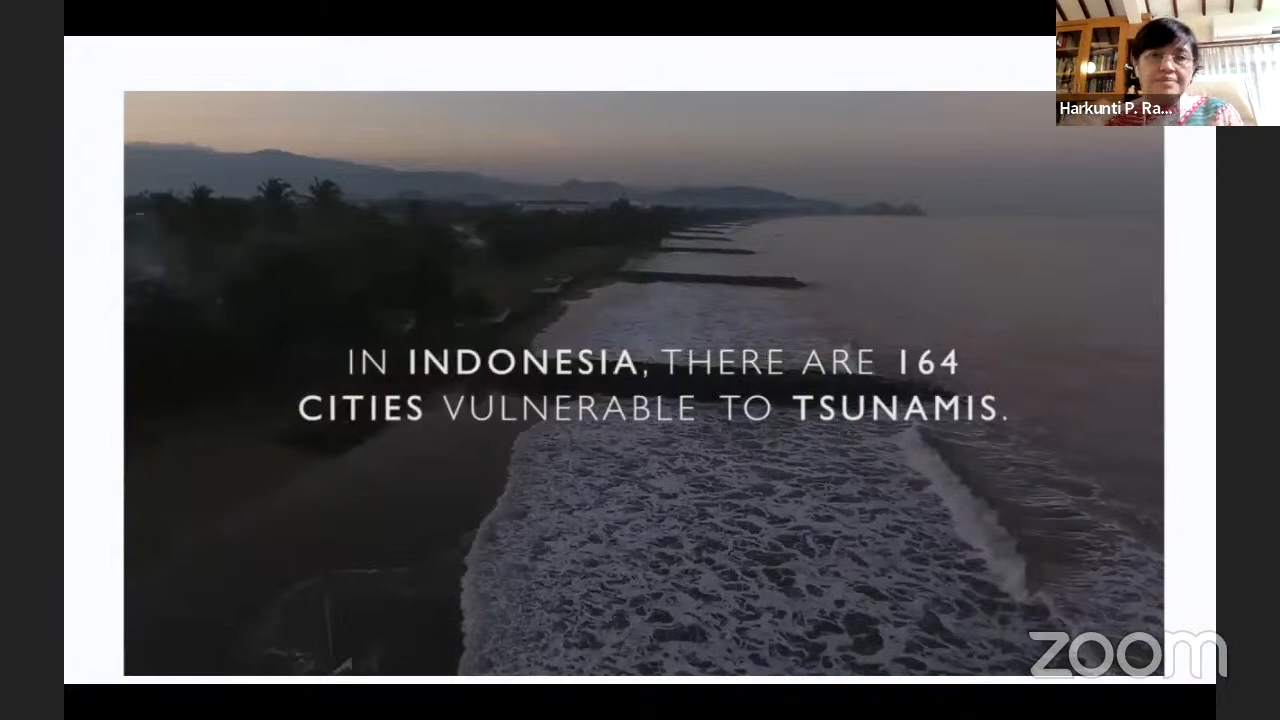 Harkunti P. Ra...
IN INDONESIA, THERE ARE 164
CITIES VULNERABLE TO TSUNAMIS.
zoom